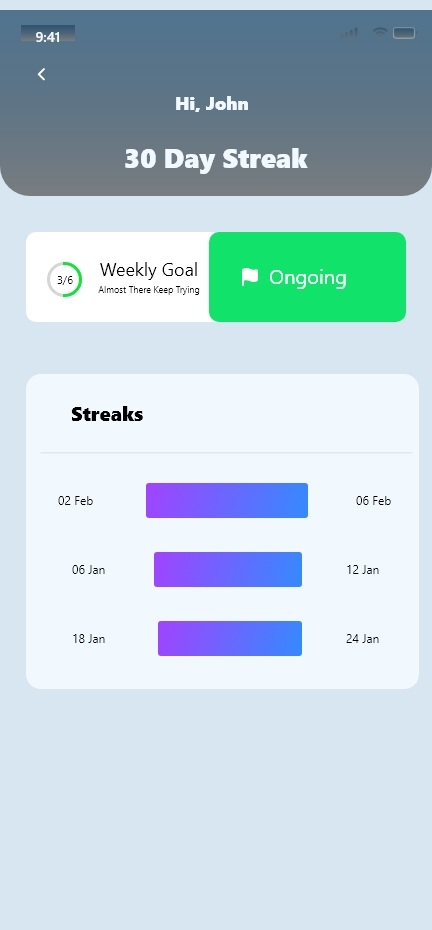 9:41
Hi, John
30 Day Streak
3/6
Weekly Goal
Almost There Keep Trying
Ongoing
Streaks
02 Feb 06 Feb
06 Jan 12 Jan
18 Jan 24 Jan